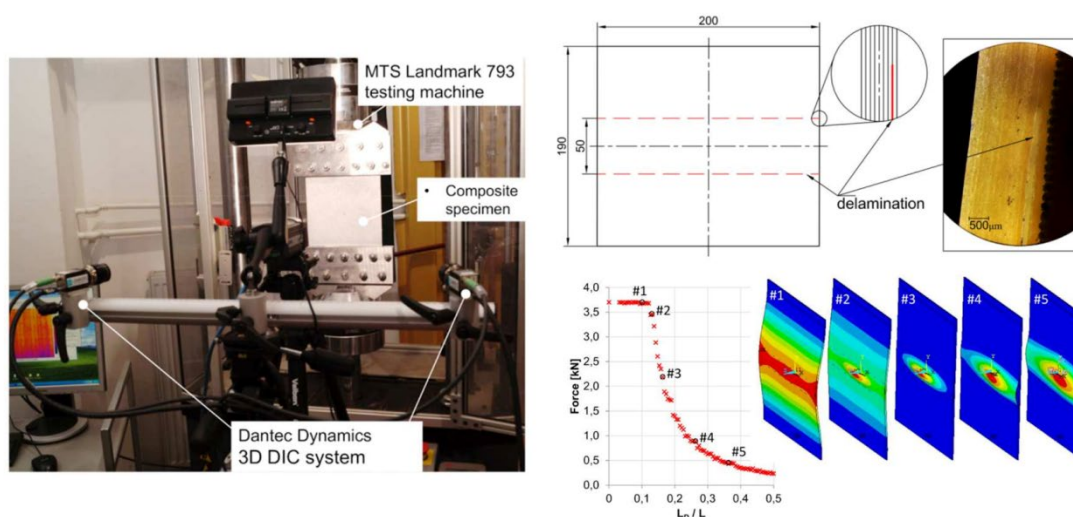 MTS Landmark 793
testing machine
• Composite
specimen
Dantec Dynamics
3D DIC system
200
190
50
delamination
500μm
Force [kN]
4,0
3,5
3,0
2,5
2,0
1,5
1,0
0,5
0,0
0 0,1 0,2 0,3 0,4 0,5
#1
#2
#3
#4
#5
#1 #2 #3 #4 #5